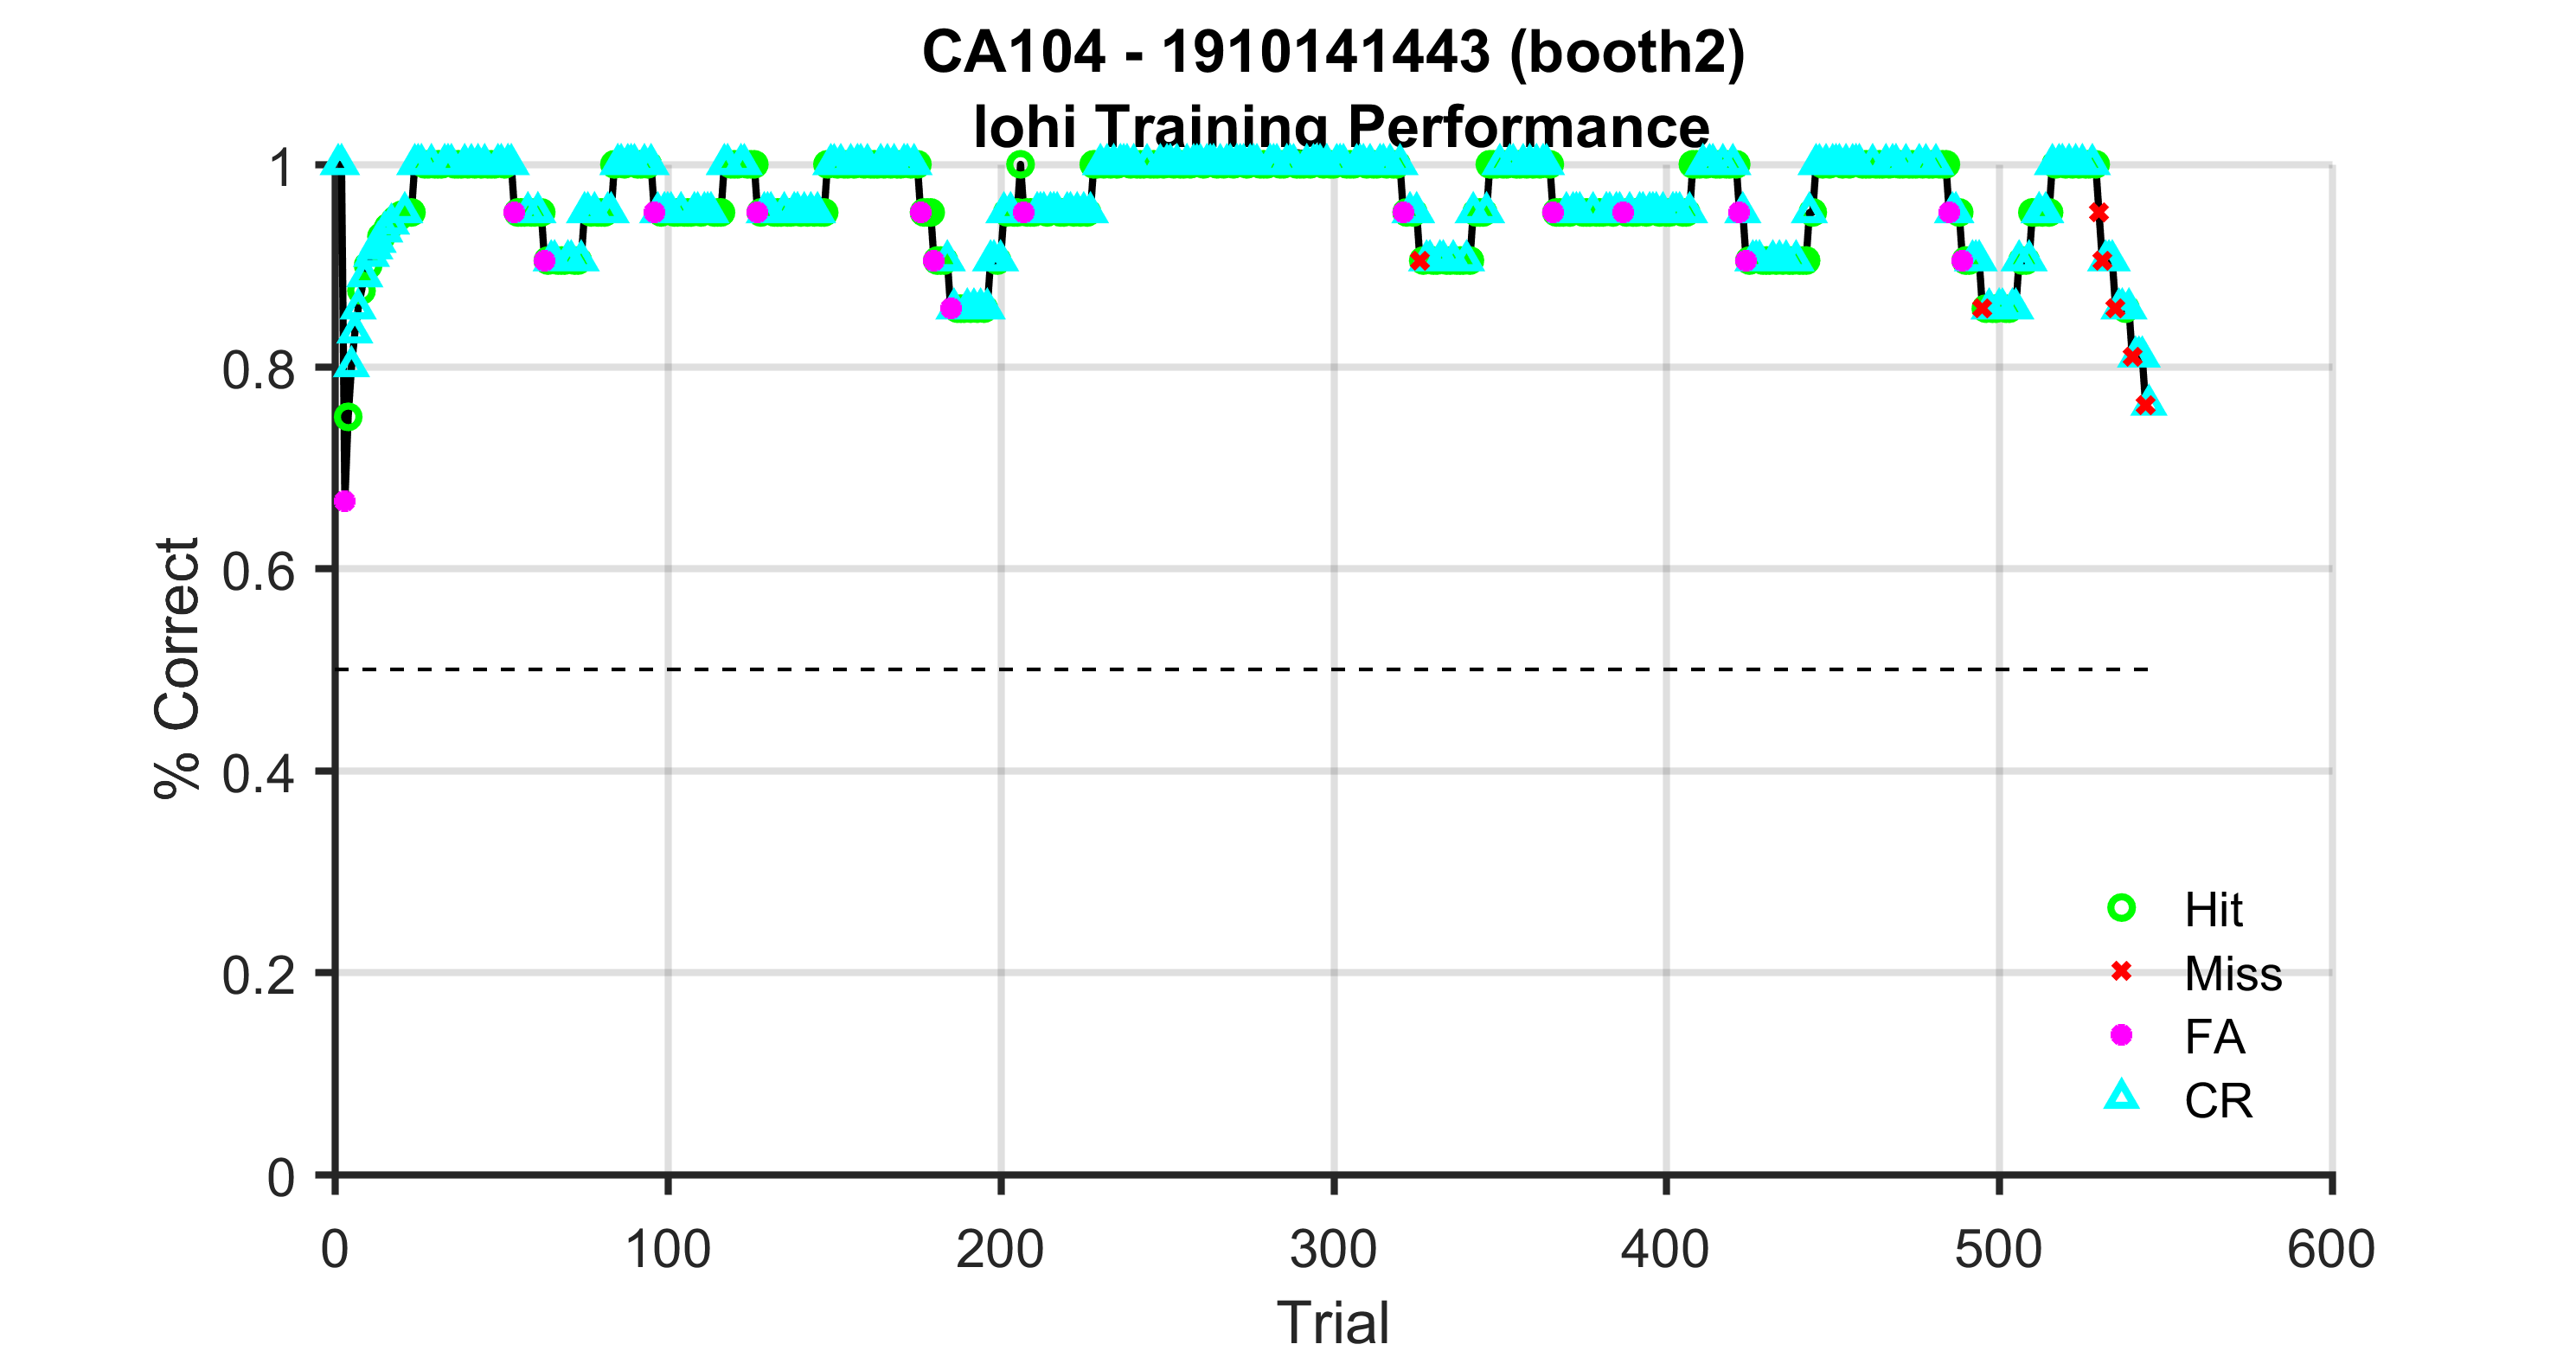 CA104 - 1910141443 (booth2)
lohi Training Performance
1
0.8
0.6
0.4
0.2
0
% Correct
Hit
Miss
FA
CR
0 100 200 300 400 500 600
Trial